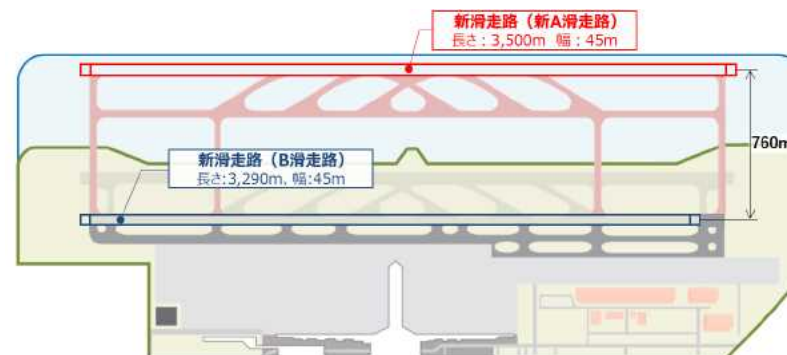 新滑走路（新A滑走路）
長さ：3,500m 幅：45m
760m
新滑走路（B滑走路）
長さ:3,290m, 幅:45m